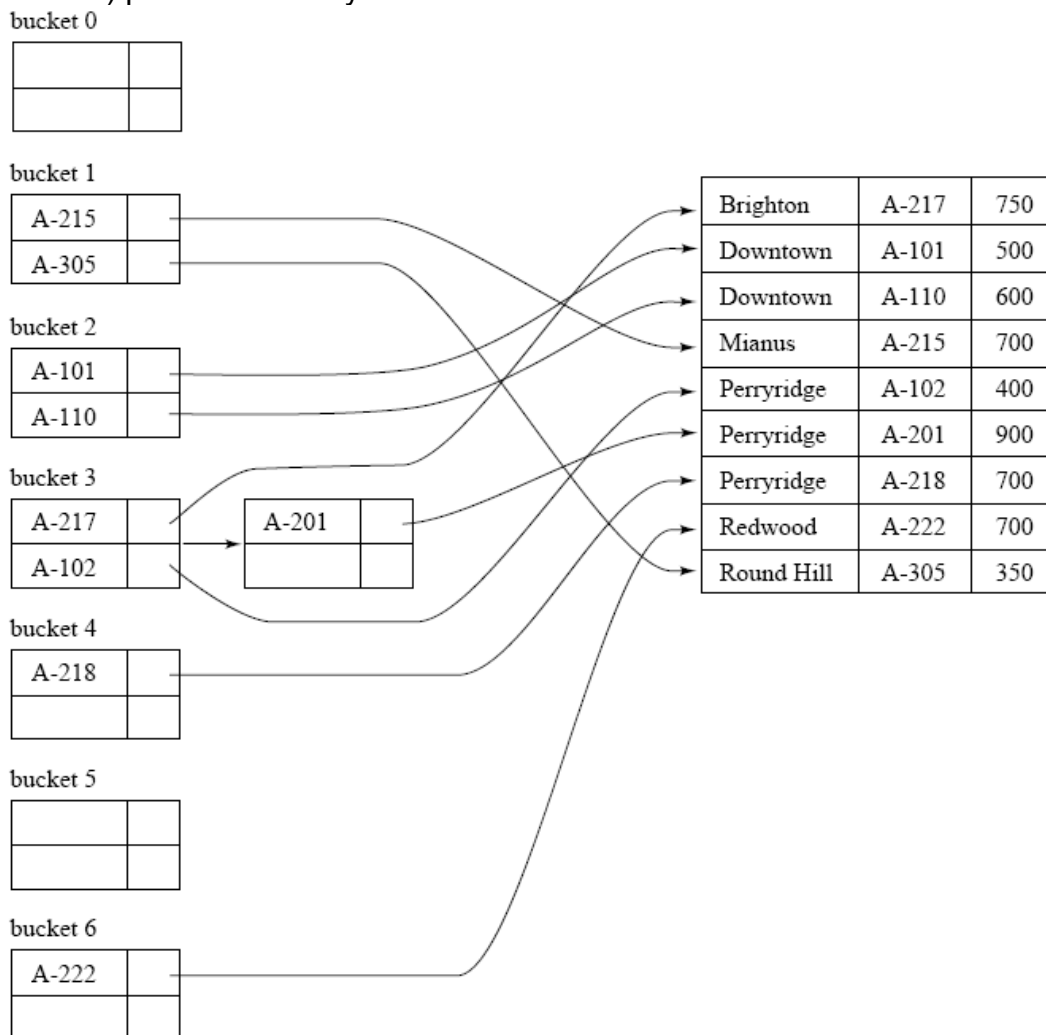 bucket 0
bucket 1
A-215
A-305
bucket 2
A-101
A-110
bucket 3
A-217
A-102
A-201
bucket 4
A-218
bucket 5
bucket 6
A-222
Brighton A-217 750
Downtown A-101 500
Downtown A-110 600
Mianus A-215 700
Perryridge A-102 400
Perryridge A-201 900
Perryridge A-218 700
Redwood A-222 700
Round Hill A-305 350